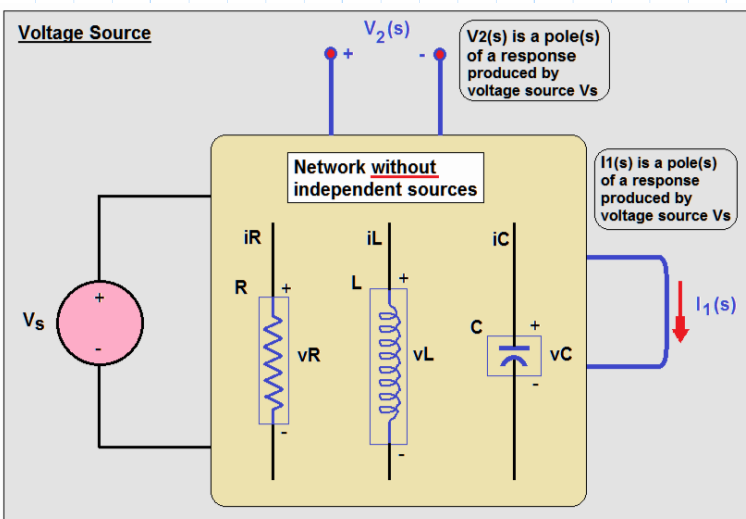 Voltage Source
V2(s)
+
-
V2(s) is a pole(s)
of a response
produced by
voltage source Vs
Network without
independent sources
I1(s) is a pole(s)
of a response
produced by
voltage source Vs
iR
iL
iC
R
+
L
+
C
+
Vs
+
-
vR
vL
vC
I1(s)
-
-
-